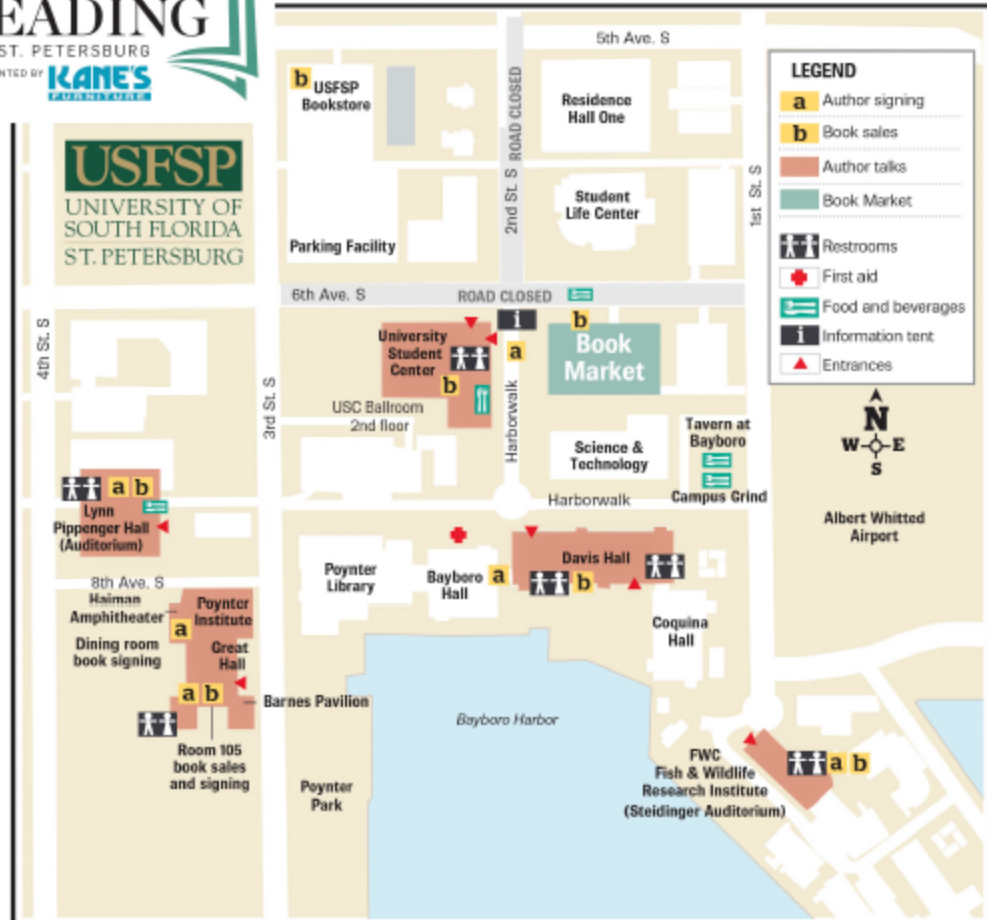 EADING
ST. PETERSBURG
NTED BY KANE'S
FURNITURE
USFSP
UNIVERSITY OF
SOUTH FLORIDA
ST. PETERSBURG
5th Ave. S
b USFSP
Bookstore
ROAD CLOSED
Residence
Hall One
2nd St. S
Student
Life Center
1st St. S
Parking Facility
LEGEND
a Author signing
b Book sales
Author talks
Book Market
Restrooms
First aid
Food and beverages
i Information tent
Entrances
6th Ave. S
ROAD CLOSED
4th St. S
3rd St. S
University
Student
Center
b
USC Ballroom
2nd floor
i
a
Harborwalk
b
Book
Market
Science &
Technology
Tavern at
Bayboro
Campus Grind
Harborwalk
N
W E
S
Albert Whitted
Airport
a b
Lynn
Pippenger Hall
(Auditorium)
8th Ave. S
Haiman
Amphitheater
Poynter
Institute
a
Dining room
book signing
Great
Hall
a b
Barnes Pavilion
Room 105
book sales
and signing
Poynter
Library
Bayboro
Hall
a
Davis Hall
b
Coquina
Hall
Bayboro Harbor
Poynter
Park
FWC
Fish & Wildlife
Research Institute
(Steidinger Auditorium)
a b